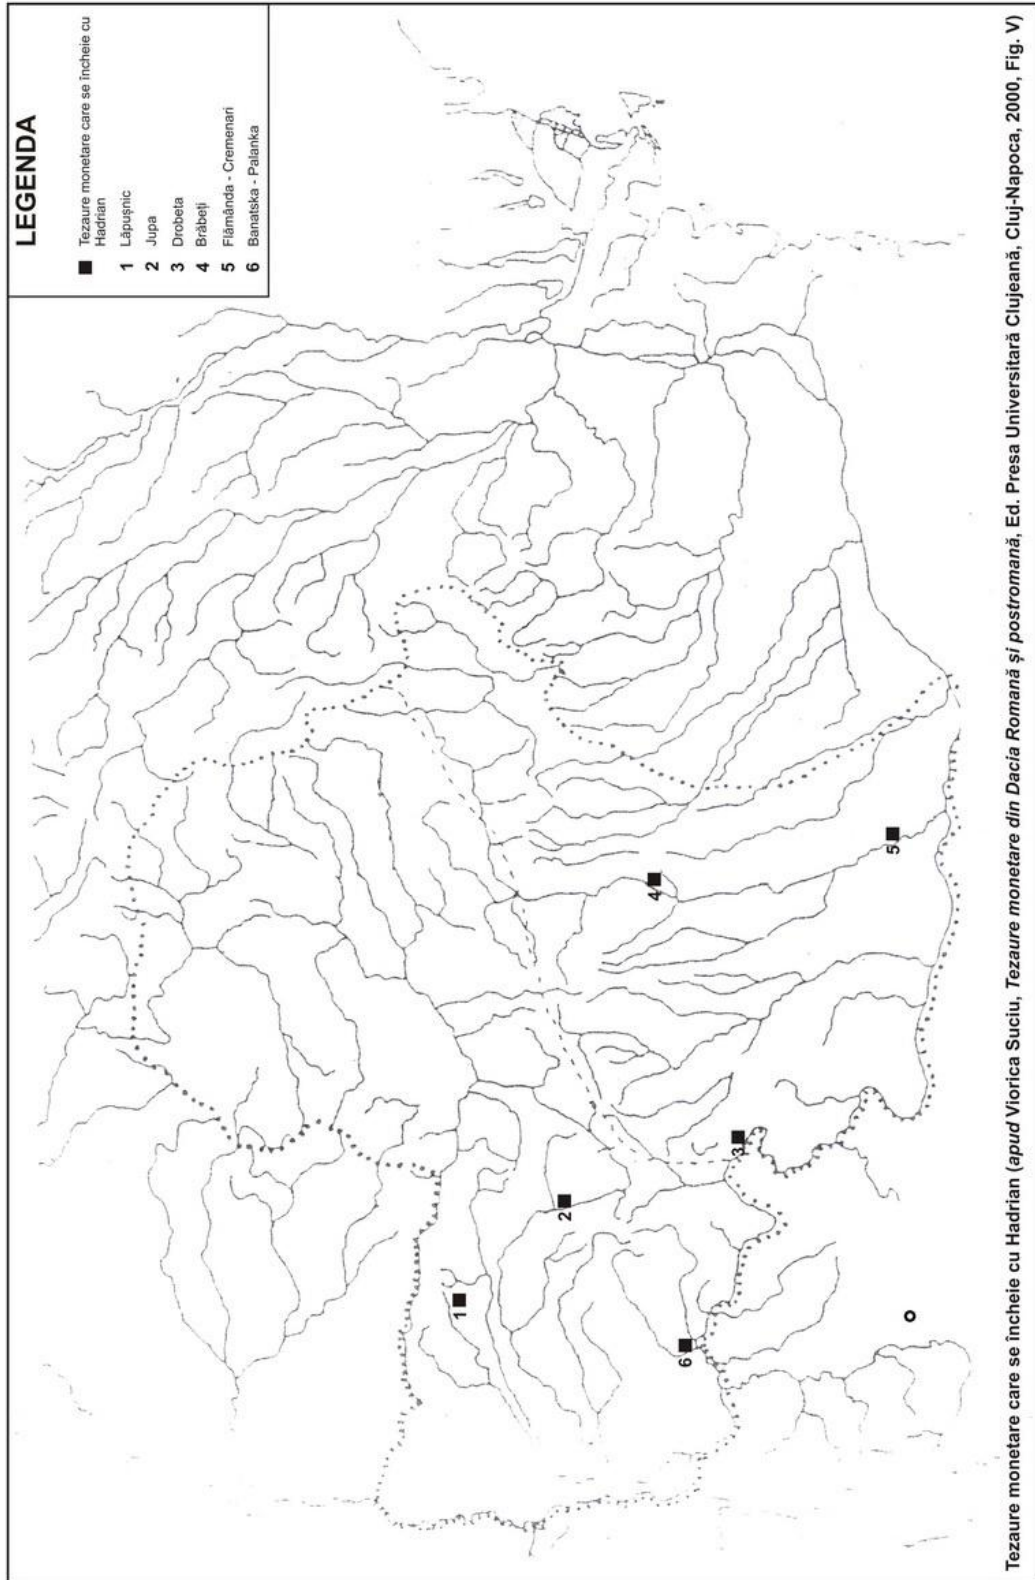 LEGENDA
Tezaure monetare care se încheie cu
Hadrian
1 Lăpușnic
2 Jupa
3 Drobeta
4 Brăbeți
5 Flămânda - Cremenari
6 Banatska - Palanka
1
2
3
4
5
6
Tezaure monetare care se încheie cu Hadrian (apud Viorica Suciu, Tezaure monetare din Dacia Romană și postromană, Ed. Presa Universitară Clujeană, Cluj-Napoca, 2000, Fig. V)